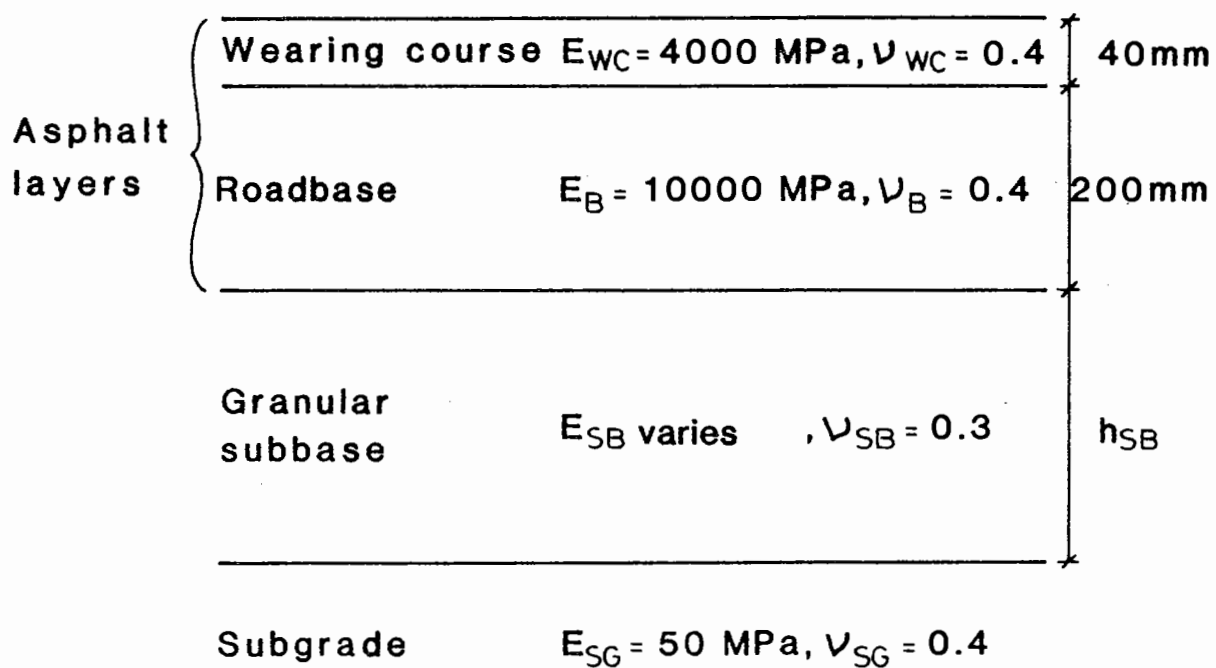 Wearing course E_WC = 4000 MPa, ν_WC = 0.4 40mm
Asphalt layers
Roadbase E_B = 10000 MPa, ν_B = 0.4 200mm
Granular subbase E_SB varies , ν_SB = 0.3 h_SB
Subgrade E_SG = 50 MPa, ν_SG = 0.4